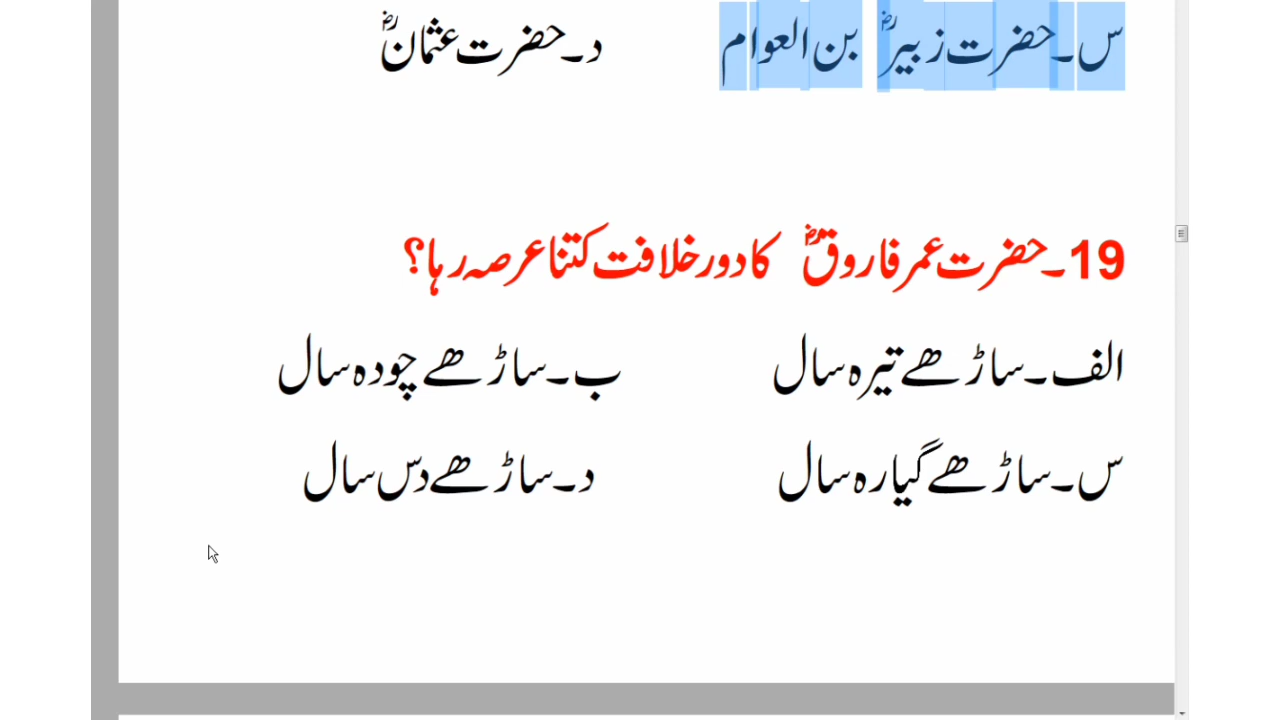 س۔حضرت زبیرؓ بن العوام د۔حضرت عثمانؓ
19۔حضرت عمر فاروقؓ کا دور خلافت کتنا عرصہ رہا؟
الف۔ساڑھے تیرہ سال ب۔ساڑھے چودہ سال
س۔ساڑھے گیارہ سال د۔ساڑھے دس سال